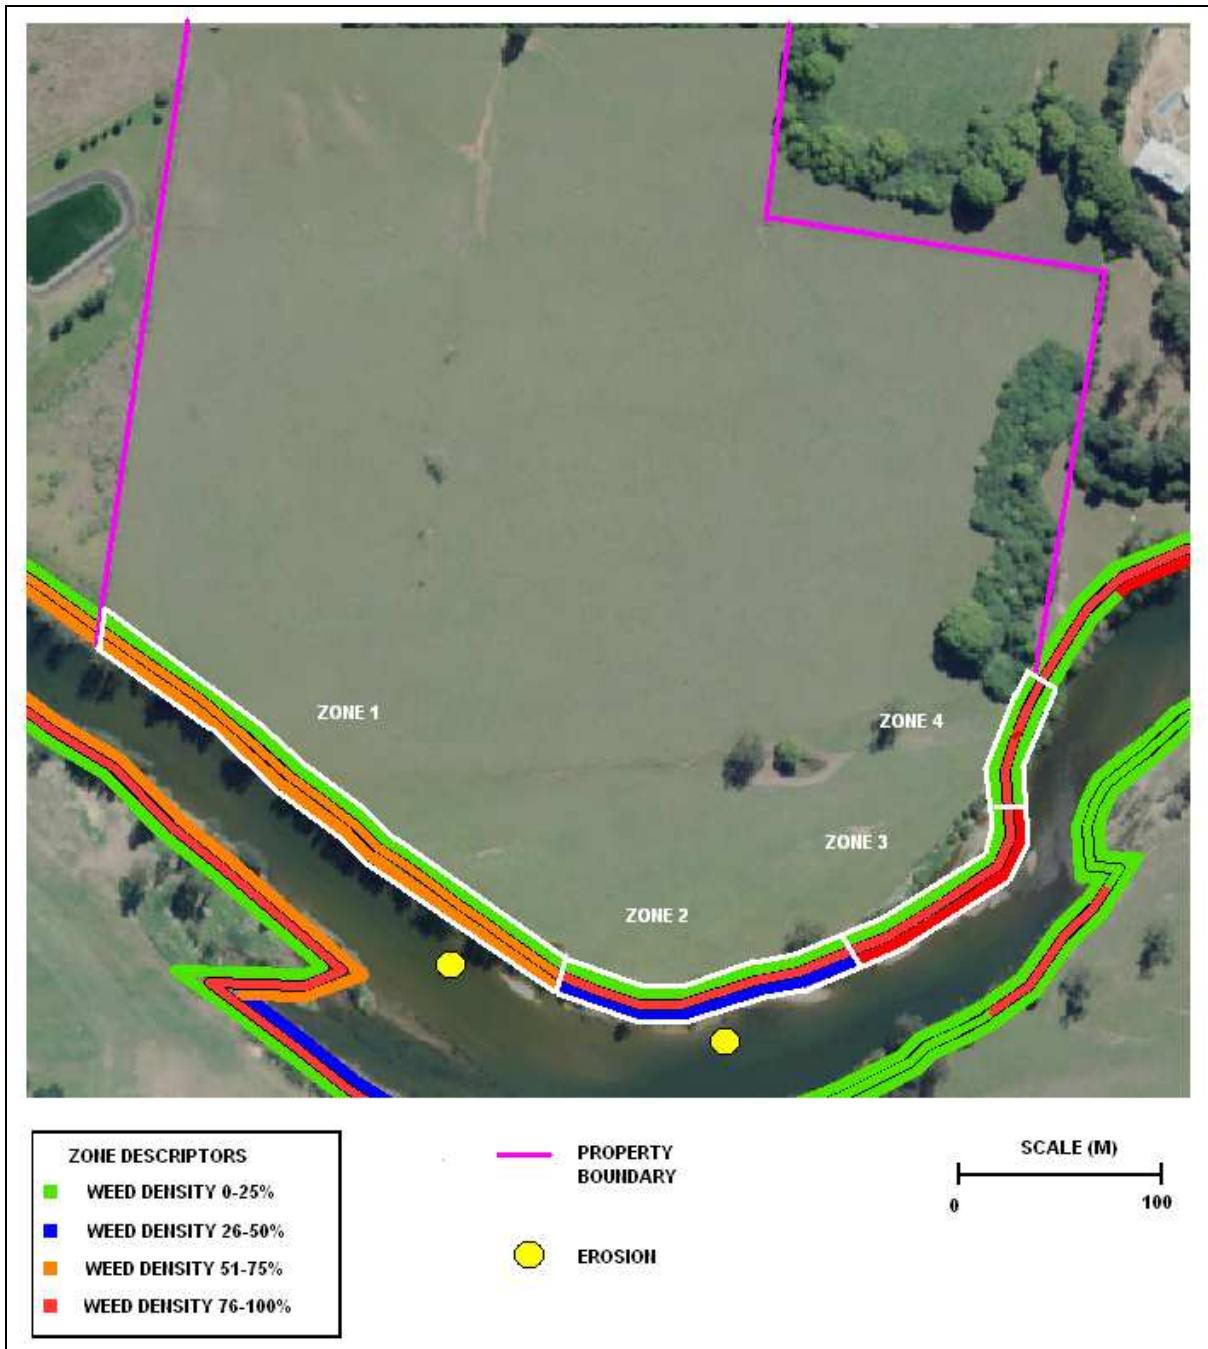 ZONE 1
ZONE 4
ZONE 3
ZONE 2
ZONE DESCRIPTORS
WEED DENSITY 0-25%
WEED DENSITY 26-50%
WEED DENSITY 51-75%
WEED DENSITY 76-100%
PROPERTY
BOUNDARY
EROSION
SCALE (M)
0 100